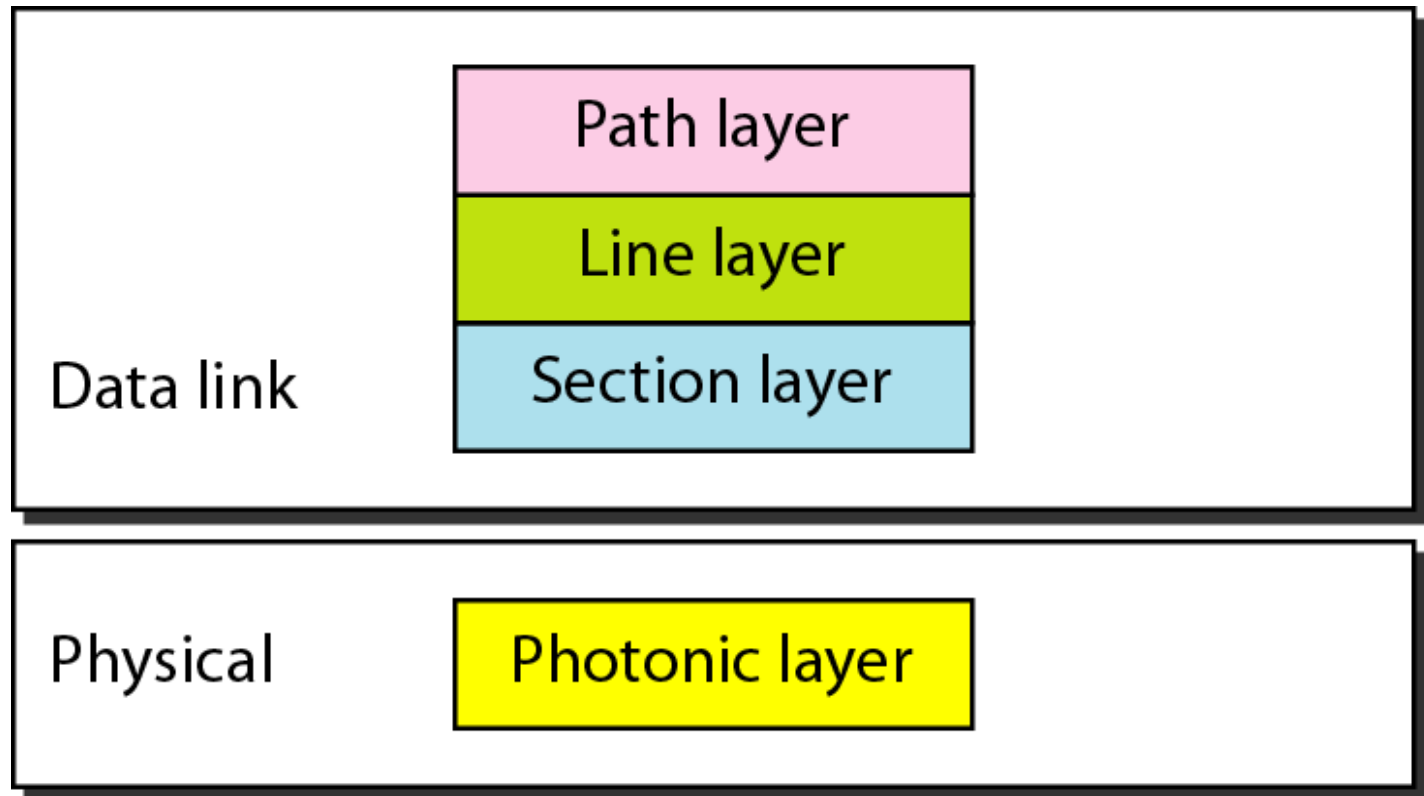 Path layer
Line layer
Section layer
Data link
Physical
Photonic layer